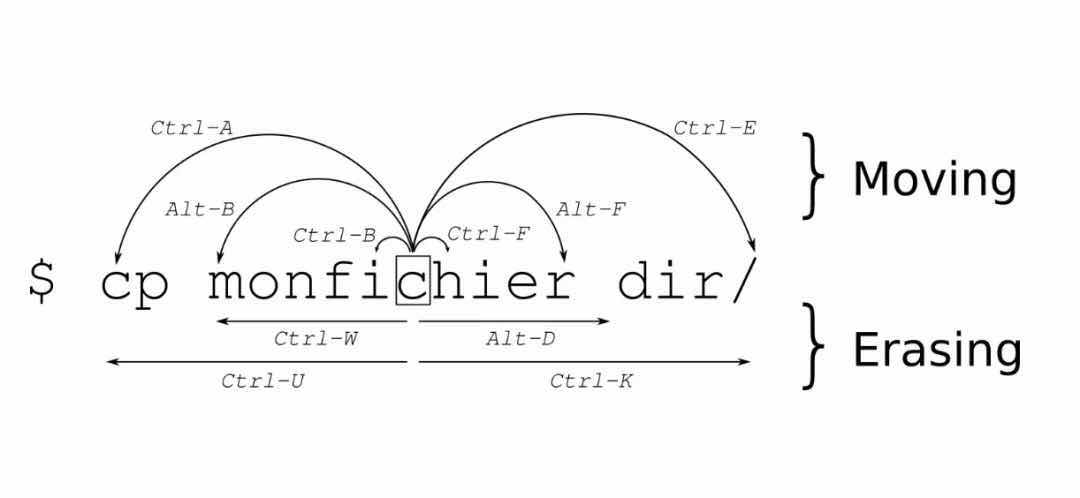 Ctrl-A Ctrl-E
Moving
Alt-B Alt-F
Ctrl-B Ctrl-F
$ cp monfichier dir/
Ctrl-W Alt-D
Erasing
Ctrl-U Ctrl-K